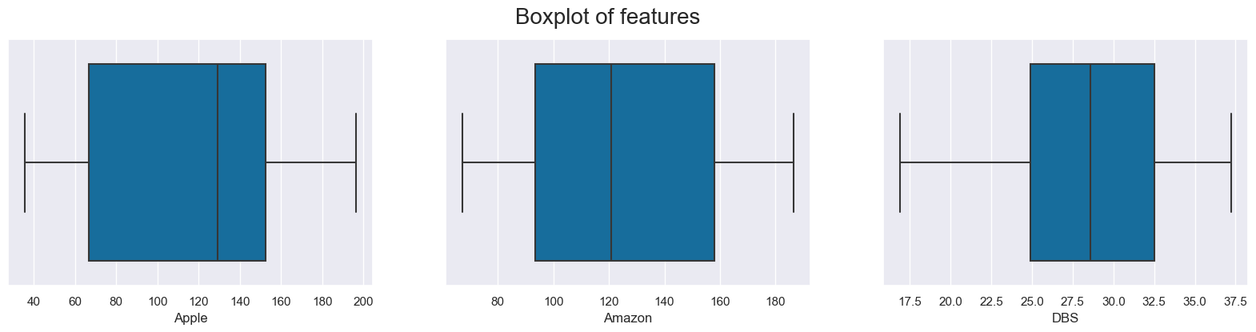 Boxplot of features
40 60 80 100 120 140 160 180 200
Apple
80 100 120 140 160 180
Amazon
17.5 20.0 22.5 25.0 27.5 30.0 32.5 35.0 37.5
DBS